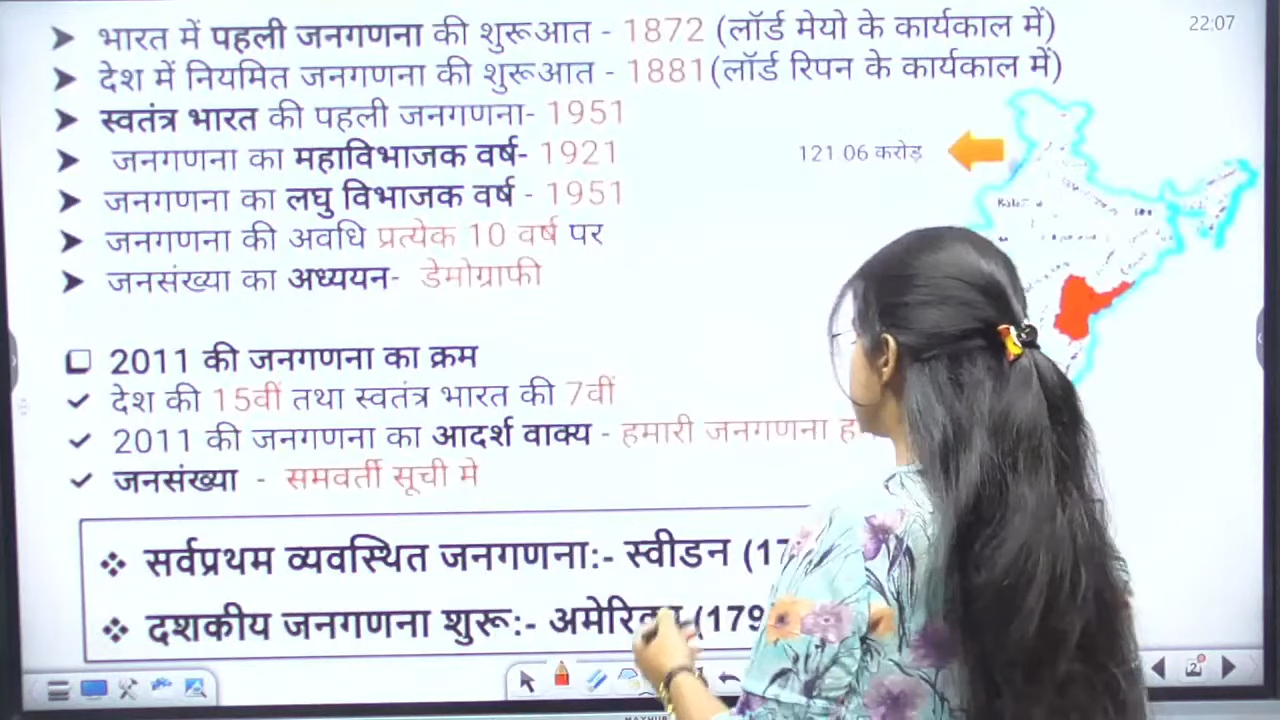 भारत में पहली जनगणना की शुरूआत - 1872 (लॉर्ड मेयो के कार्यकाल में)
22:07
देश में नियमित जनगणना की शुरूआत - 1881(लॉर्ड रिपन के कार्यकाल में)
स्वतंत्र भारत की पहली जनगणना- 1951
जनगणना का महाविभाजक वर्ष- 1921
121.06 करोड़
जनगणना का लघु विभाजक वर्ष - 1951
जनगणना की अवधि प्रत्येक 10 वर्ष पर
जनसंख्या का अध्ययन- डेमोग्राफी
2011 की जनगणना का क्रम
देश की 15वीं तथा स्वतंत्र भारत की 7वीं
2011 की जनगणना का आदर्श वाक्य - हमारी जनगणना
जनसंख्या - समवर्ती सूची मे
सर्वप्रथम व्यवस्थित जनगणना:- स्वीडन (17
दशकीय जनगणना शुरू:- अमेरिका (179